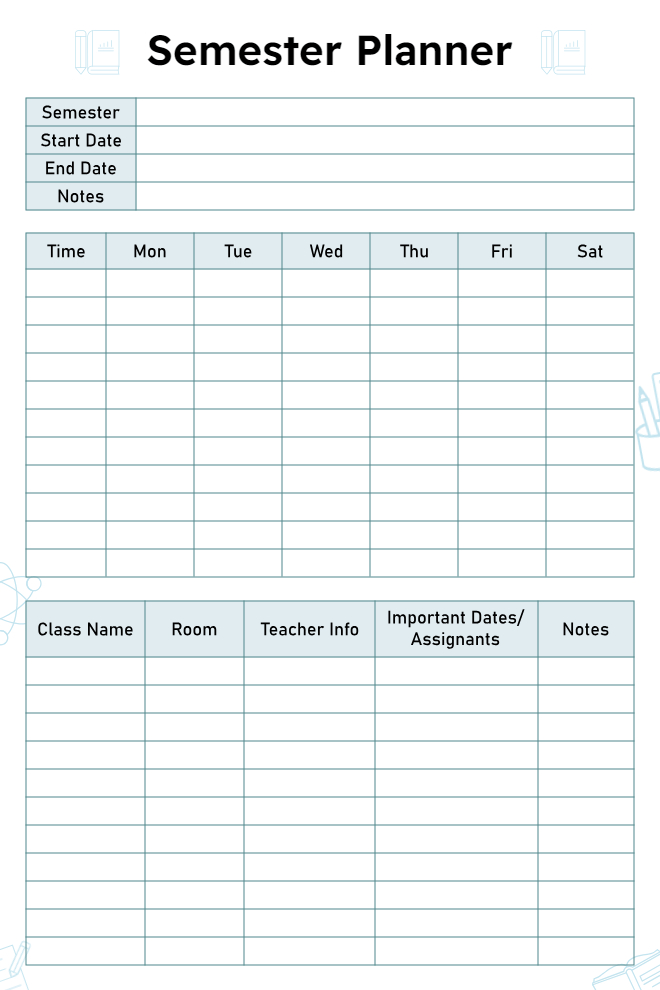 Semester Planner
Semester
Start Date
End Date
Notes
Time Mon Tue Wed Thu Fri Sat
Class Name Room Teacher Info Important Dates/ Notes
Assignants